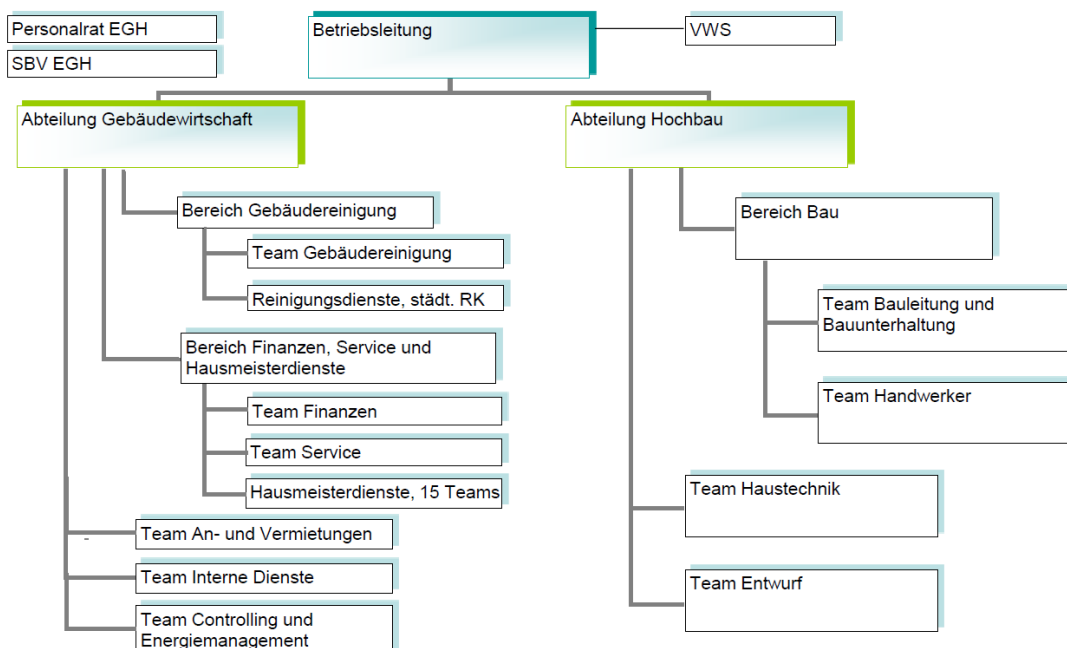 Personalrat EGH
SBV EGH
Betriebsleitung
VWS
Abteilung Gebäudewirtschaft
Bereich Gebäudereinigung
Team Gebäudereinigung
Reinigungsdienste, städt. RK
Bereich Finanzen, Service und
Hausmeisterdienste
Team Finanzen
Team Service
Hausmeisterdienste, 15 Teams
Team An- und Vermietungen
Team Interne Dienste
Team Controlling und
Energiemanagement
Abteilung Hochbau
Bereich Bau
Team Bauleitung und
Bauunterhaltung
Team Handwerker
Team Haustechnik
Team Entwurf